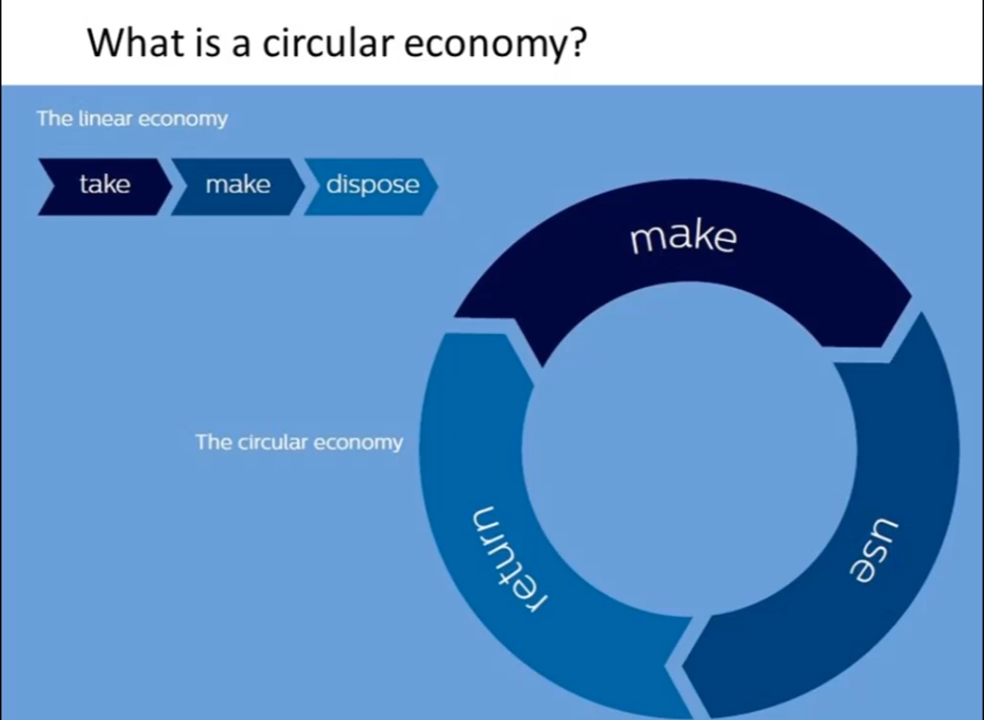 What is a circular economy?
The linear economy
take
make
dispose
make
The circular economy
use
return